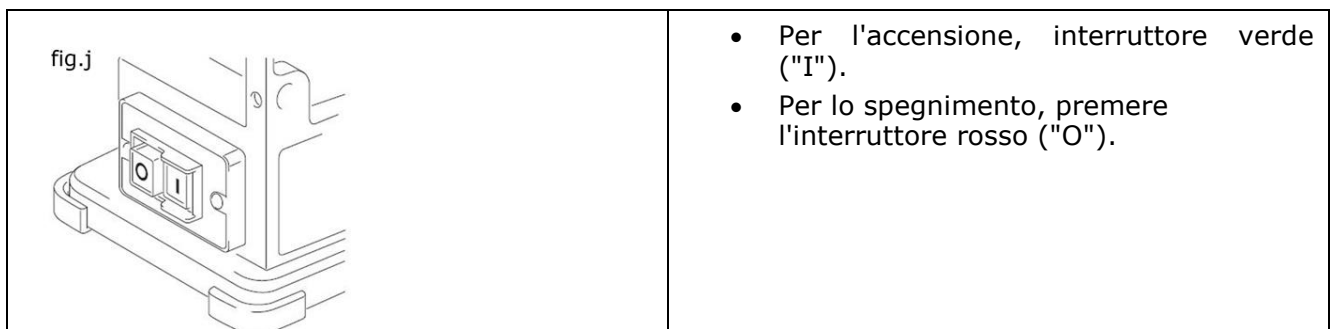 fig.j
O
I
• Per l'accensione, interruttore verde
("I").
• Per lo spegnimento, premere
l'interruttore rosso ("O").